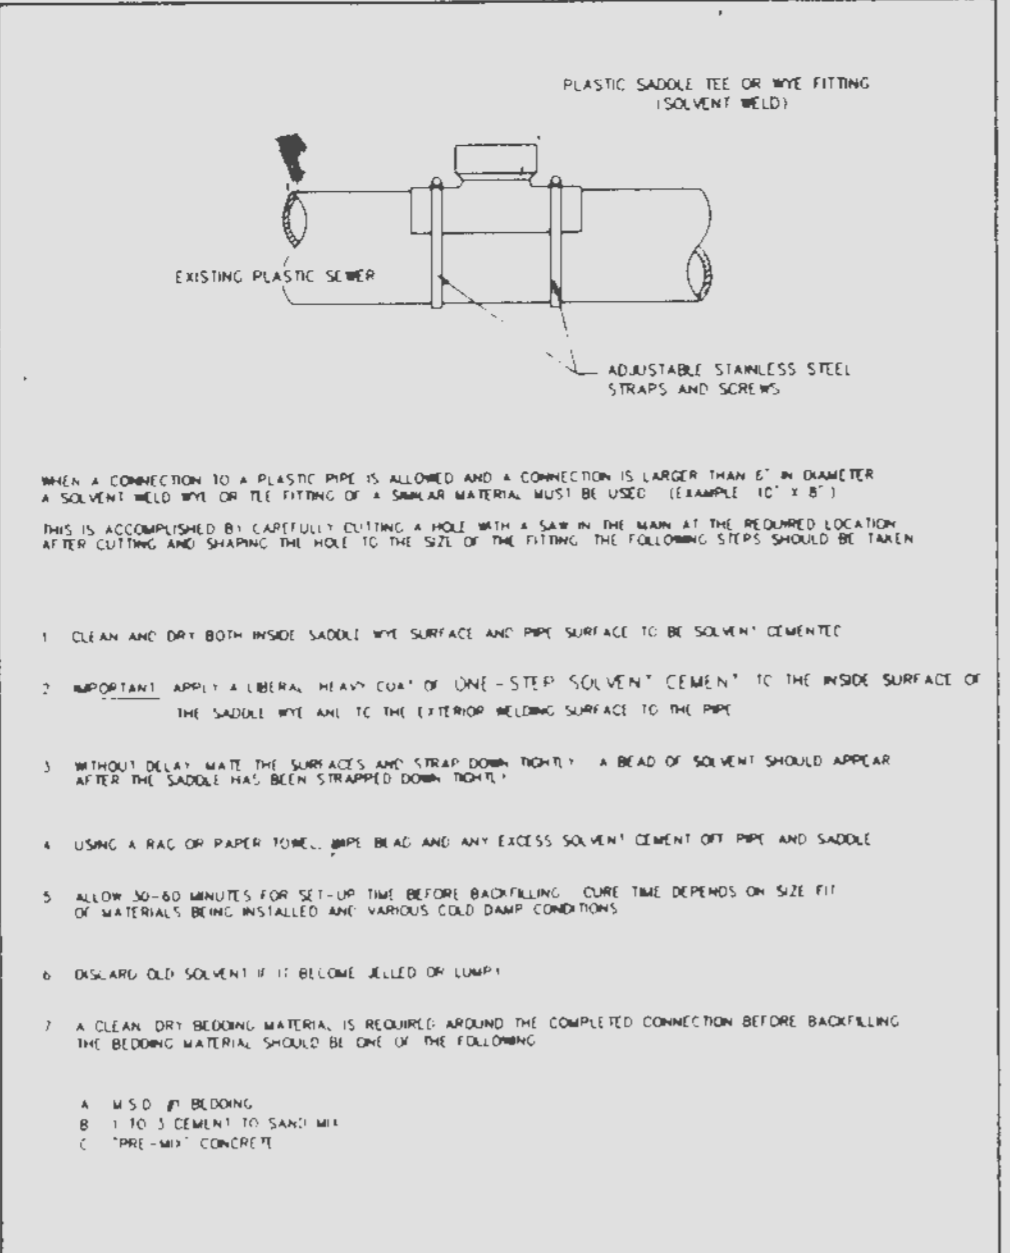 PLASTIC SADDLE TEE OR WYE FITTING
(SOLVENT WELD)
EXISTING PLASTIC SEWER
ADJUSTABLE STAINLESS STEEL
STRAPS AND SCREWS
WHEN A CONNECTION TO A PLASTIC PIPE IS ALLOWED AND A CONNECTION IS LARGER THAN 6" IN DIAMETER
A SOLVENT WELD WYE OR TEE FITTING OF A SIMILAR MATERIAL MUST BE USED (EXAMPLE 10" X 8")
THIS IS ACCOMPLISHED BY CAREFULLY CUTTING A HOLE WITH A SAW IN THE MAIN AT THE REQUIRED LOCATION
AFTER CUTTING AND SHAPING THE HOLE TO THE SIZE OF THE FITTING THE FOLLOWING STEPS SHOULD BE TAKEN
1 CLEAN AND DRY BOTH INSIDE SADDLE WYE SURFACE AND PIPE SURFACE TO BE SOLVENT CEMENTED
2 IMPORTANT APPLY A LIBERAL HEAVY COAT OF ONE-STEP SOLVENT CEMENT TO THE INSIDE SURFACE OF
THE SADDLE WYE AND TO THE EXTERIOR WELDING SURFACE TO THE PIPE
3 WITHOUT DELAY MATE THE SURFACES AND STRAP DOWN TIGHTLY A BEAD OF SOLVENT SHOULD APPEAR
AFTER THE SADDLE HAS BEEN STRAPPED DOWN TIGHTLY
4 USING A RAG OR PAPER TOWEL, WIPE BEAD AND ANY EXCESS SOLVENT CEMENT OFF PIPE AND SADDLE
5 ALLOW 30-60 MINUTES FOR SET-UP TIME BEFORE BACKFILLING CURE TIME DEPENDS ON SIZE FIT
OF MATERIALS BEING INSTALLED AND VARIOUS COLD DAMP CONDITIONS
6 DISCARD OLD SOLVENT IF IT BECOME JELLED OR LUMPY
7 A CLEAN DRY BEDDING MATERIAL IS REQUIRED AROUND THE COMPLETED CONNECTION BEFORE BACKFILLING
THE BEDDING MATERIAL SHOULD BE ONE OF THE FOLLOWING
A M S D BEDDING
B 1 TO 3 CEMENT TO SAND MIX
C "PRE-MIX" CONCRETE